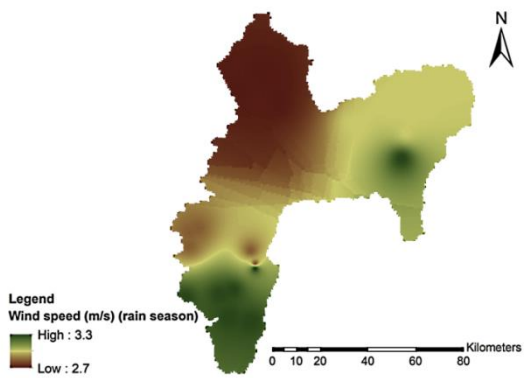 N
Legend
Wind speed (m/s) (rain season)
High : 3.3
Low : 2.7
Kilometers
0 10 20 40 60 80